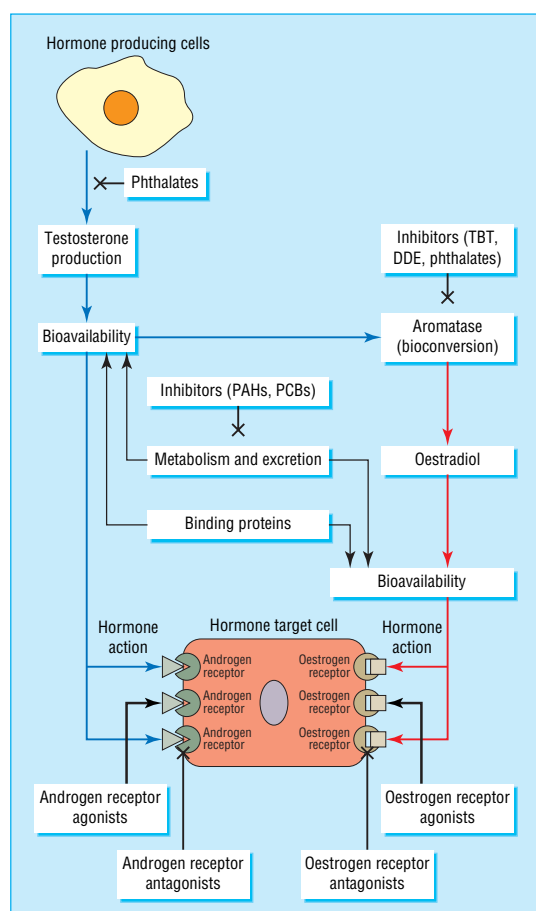 Hormone producing cells
Phthalates
Testosterone
production
Inhibitors (TBT,
DDE, phthalates)
Bioavailability
Aromatase
(bioconversion)
Inhibitors (PAHs, PCBs)
Metabolism and excretion
Oestradiol
Binding proteins
Bioavailability
Hormone
action
Hormone target cell
Hormone
action
Androgen
receptor
Oestrogen
receptor
Androgen
receptor
Oestrogen
receptor
Androgen
receptor
Oestrogen
receptor
Androgen receptor
agonists
Oestrogen receptor
agonists
Androgen receptor
antagonists
Oestrogen receptor
antagonists